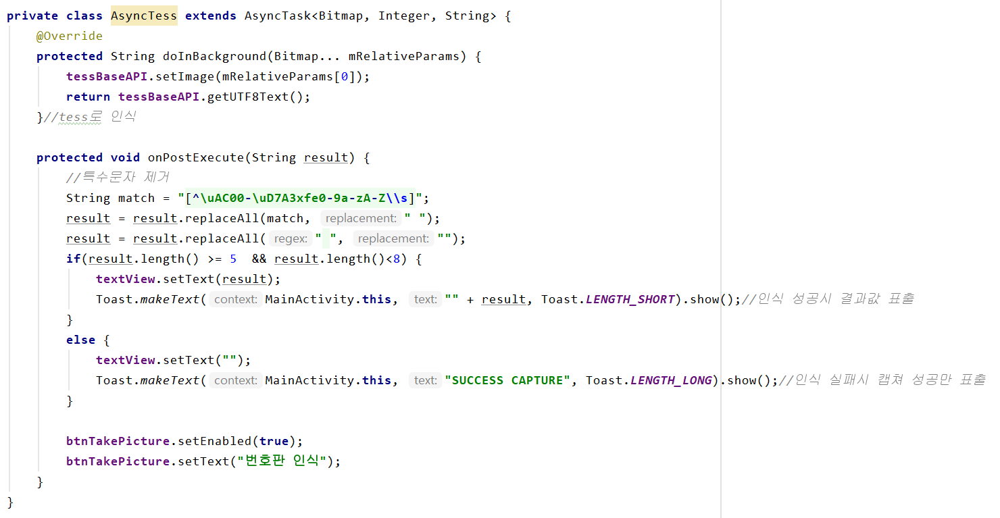 private class AsyncTess extends AsyncTask<Bitmap, Integer, String> {
@Override
protected String doInBackground(Bitmap... mRelativeParams) {
tessBaseAPI.setImage(mRelativeParams[0]);
return tessBaseAPI.getUTF8Text();
}//tess로 인식
protected void onPostExecute(String result) {
//특수문자 제거
String match = "[^\uAC00-\uD7A3xfe0-9a-zA-Z\\s]";
result = result.replaceAll(match, replacement: " ");
result = result.replaceAll( regex: " ", replacement: "");
if(result.length() >= 5  && result.length()<8) {
textView.setText(result);
Toast.makeText( context: MainActivity.this, text: "" + result, Toast.LENGTH_SHORT).show();//인식 성공시 결과값 표출
}
else {
textView.setText("");
Toast.makeText( context: MainActivity.this, text: "SUCCESS CAPTURE", Toast.LENGTH_LONG).show();//인식 실패시 캡쳐 성공만 표출
}
btnTakePicture.setEnabled(true);
btnTakePicture.setText("번호판 인식");
}
}